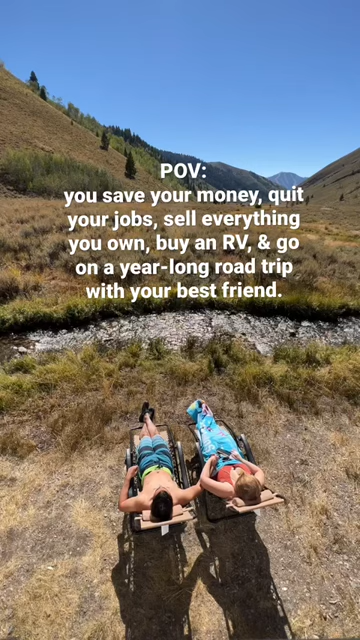 POV:
you save your money, quit
your jobs, sell everything
you own, buy an RV, & go
on a year-long road trip
with your best friend.